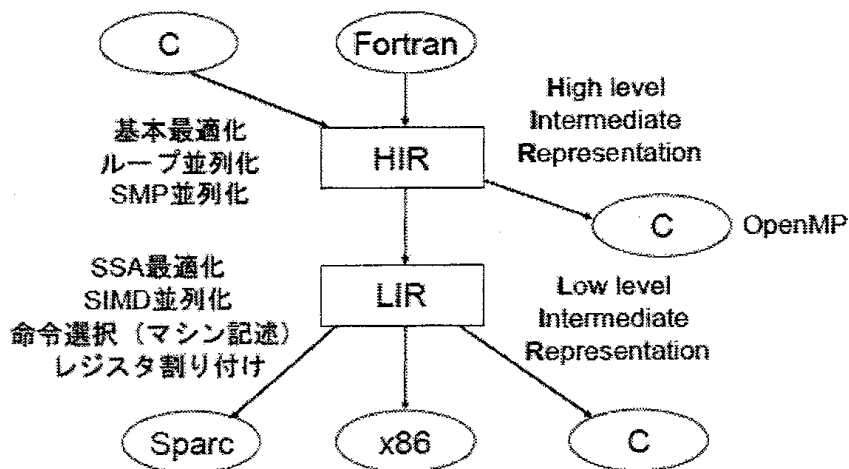 C
Fortran
High level
Intermediate
Representation
基本最適化
ループ並列化
SMP並列化
HIR
C
OpenMP
SSA最適化
SIMD並列化
命令選択（マシン記述）
レジスタ割り付け
LIR
Low level
Intermediate
Representation
Sparc
x86
C